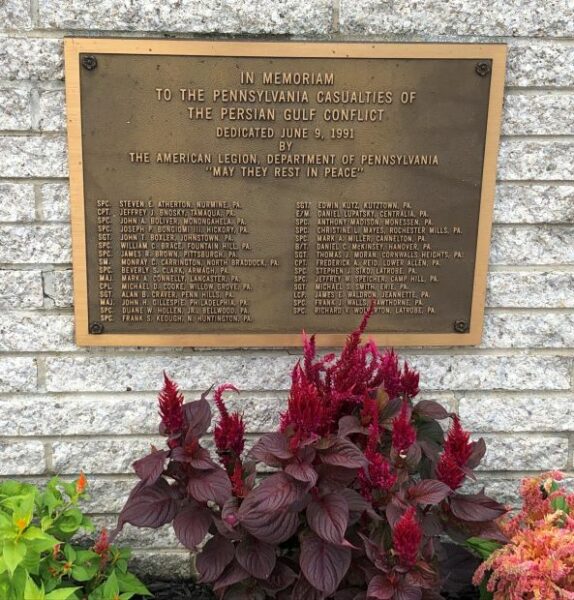 IN MEMORIAM
TO THE PENNSYLVANIA CASUALTIES OF
THE PERSIAN GULF CONFLICT
DEDICATED JUNE 9, 1991
BY
THE AMERICAN LEGION, DEPARTMENT OF PENNSYLVANIA
"MAY THEY REST IN PEACE"
SPC. STEVEN E. ATHERTON, NURMINE, PA.
CPT. JEFFREY J. BNOSKY, TAMAQUA, PA.
SPC. JOHN A. BOLIVER, MONONGAHELA, PA.
SPC. JOSEPH P. BONGIORNI III, HICKORY, PA.
SGT. JOHN T. BOXLER, JOHNSTOWN, PA.
SPC. WILLIAM C. BRACE, FOUNTAIN HILL, PA.
SPC. JAMES R. BROWN, PITTSBURGH, PA.
SM. MONRAY C. CARRINGTON, NORTH BRADDOCK, PA.
SPC. BEVERLY S. CLARK, ARMAGH, PA.
MAJ. MARK A. CONNELLY, LANCASTER, PA.
CPL. MICHAEL D. COOKE, WILLOW GROVE, PA.
SGT. ALAN B. CRAVER, PENN HILLS, PA.
MAJ. JOHN H. GILLESPIE, PHILADELPHIA, PA.
SPC. DUANE W. HOLLEN, JR., BELLWOOD, PA.
SPC. FRANK S. KEOUGH, N. HUNTINGTON, PA.
SGT. EDWIN KUTZ, KUTZTOWN, PA.
E/M DANIEL LUPATSKY, CENTRALIA, PA.
SPC. ANTHONY MADISON, MONESSEN, PA.
SPC. CHRISTINE L. MAYES, ROCHESTER MILLS, PA.
SPC. MARK A. MILLER, CANNELTON, PA.
B/T. DANIEL C. MCKINSEY, HANOVER, PA.
SGT. THOMAS J. MORAN, CORNWALLS HEIGHTS, PA.
CPT. FREDERICK A. REID, LOWER ALLEN, PA.
SPC. STEPHEN J. SIKO, LATROBE, PA.
SPC. JEFFREY W. SPEICHER, CAMP HILL, PA.
SGT. MICHAEL S. SMITH, ERIE, PA.
LCP. JAMES E. WALDRON, JEANNETTE, PA.
SPC. FRANK J. WALLS, HAWTHORNE, PA.
SPC. RICHARD V. WOLVERTON, LATROBE, PA.